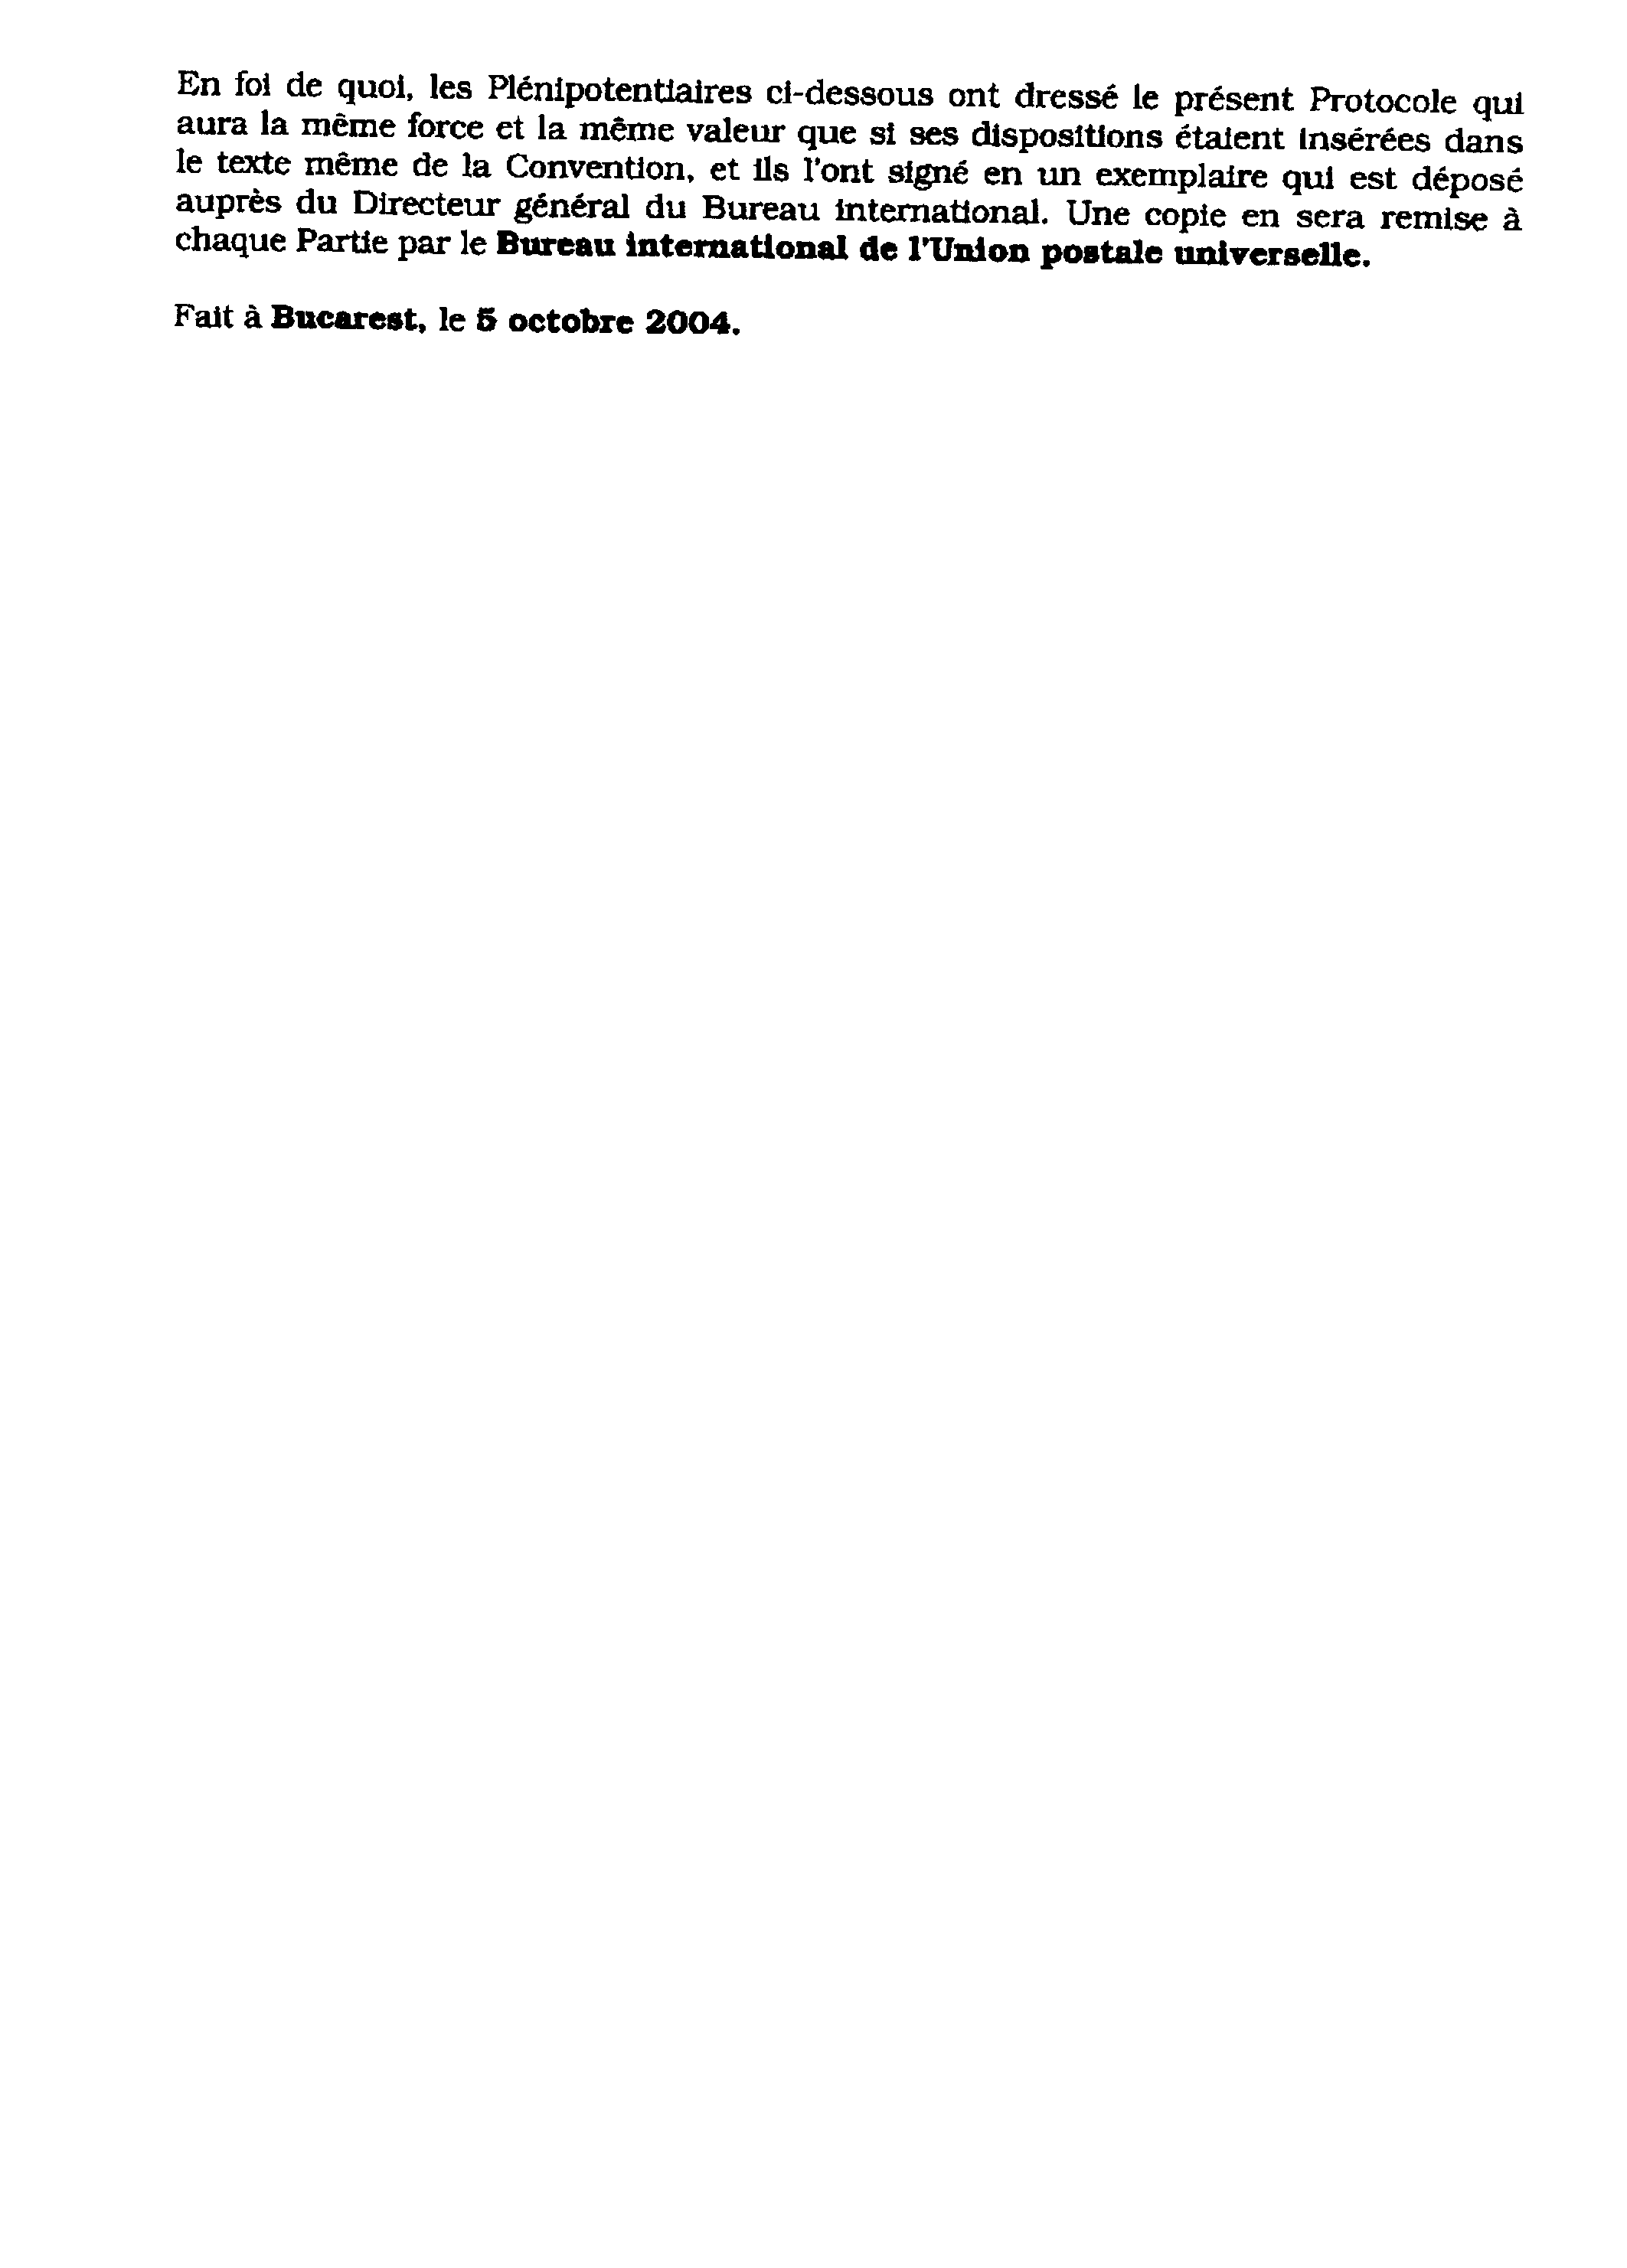 En foi de quoi, les Plénipotentiaires ci-dessous ont dressé le présent Protocole qui
aura la même force et la même valeur que si ses dispositions étaient insérées dans
le texte même de la Convention, et ils l'ont signé en un exemplaire qui est déposé
auprès du Directeur général du Bureau international. Une copie en sera remise à
chaque Partie par le Bureau international de l'Union postale universelle.
Fait à Bucarest, le 5 octobre 2004.